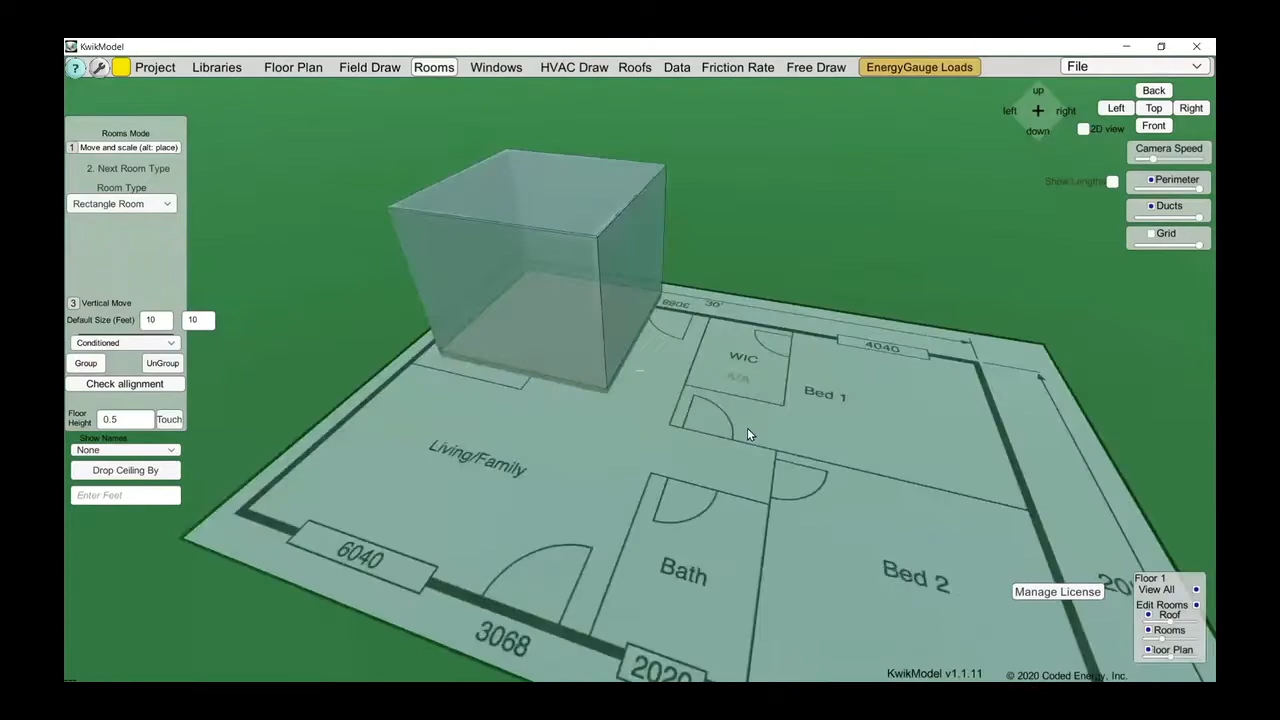 KwikModel
? Project Libraries Floor Plan Field Draw Rooms Windows HVAC Draw Roofs Data Friction Rate Free Draw EnergyGauge Loads File
up
left right
down
Back
Left Top Right
Front
2D view
Camera Speed
Show Lengths
Perimeter
Ducts
Grid
Rooms Mode
1 Move and scale (alt: place)
2. Next Room Type
Room Type
Rectangle Room
3 Vertical Move
Default Size (Feet) 10 10
Conditioned
Group UnGroup
Check allignment
Floor Height 0.5 Touch
Show Names
None
Drop Ceiling By
Enter Feet
30'
WIC
4040
Bed 1
Living/Family
6040
Bath
Bed 2
3068
2020
20'
Manage License
Floor 1
View All
Edit Rooms
Roof
Rooms
loor Plan
KwikModel v1.1.11
© 2020 Coded Energy, Inc.